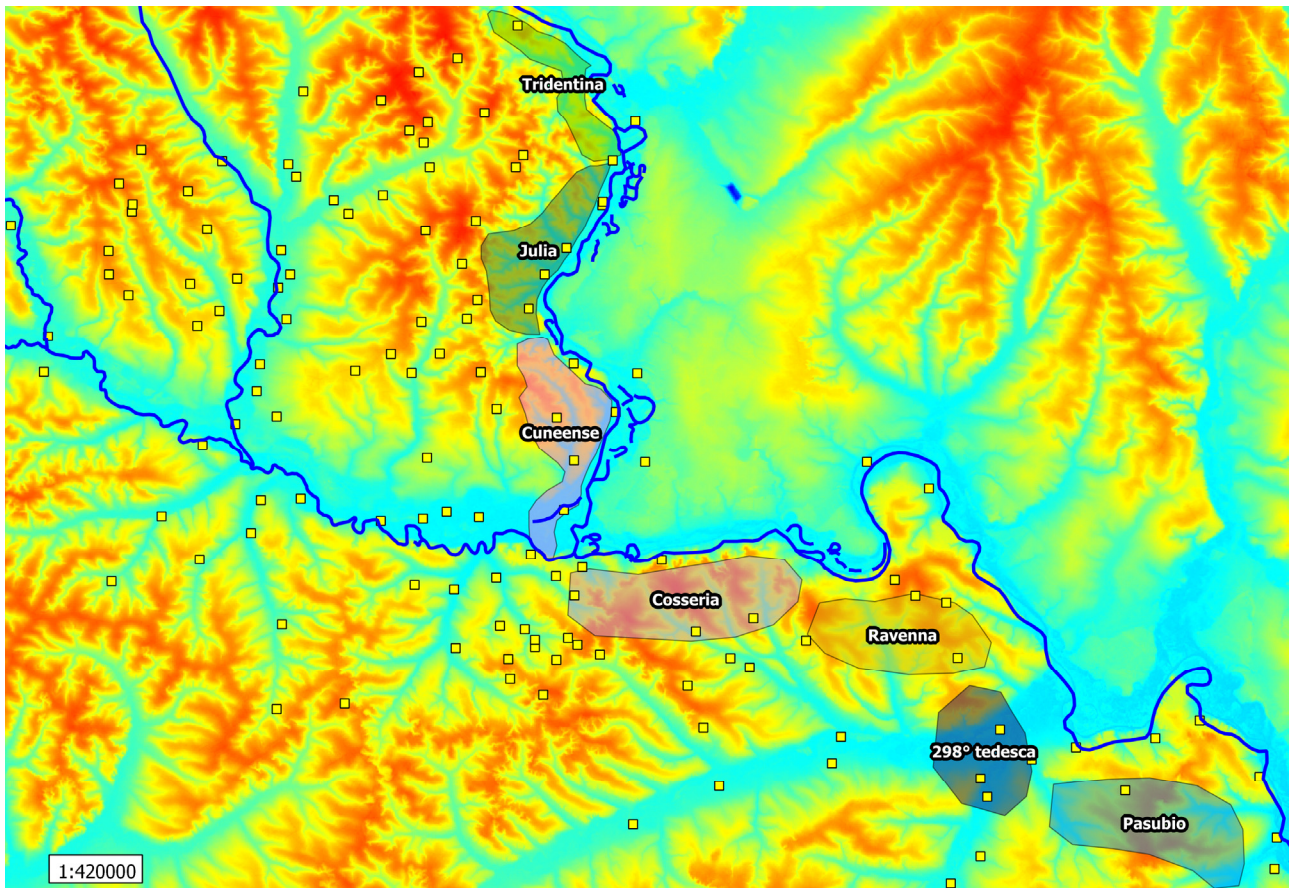 Tridentina
Julia
Cuneense
Cosseria
Ravenna
298° tedesca
Pasubio
1:420000